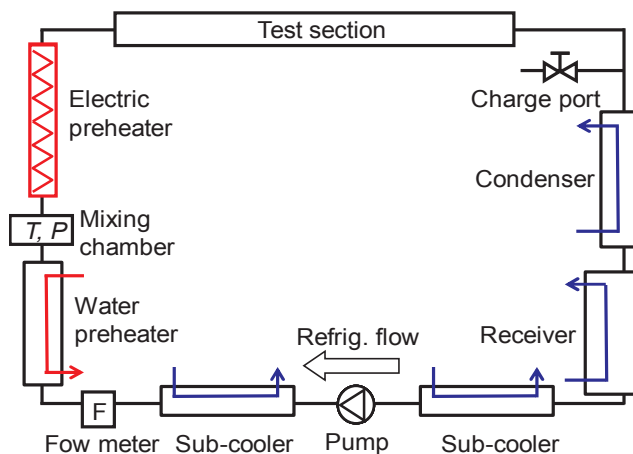 Test section
Electric
preheater
Charge port
Condenser
T, P
Mixing
chamber
Water
preheater
Refrig. flow
Receiver
F
Fow meter
Sub-cooler
Pump
Sub-cooler